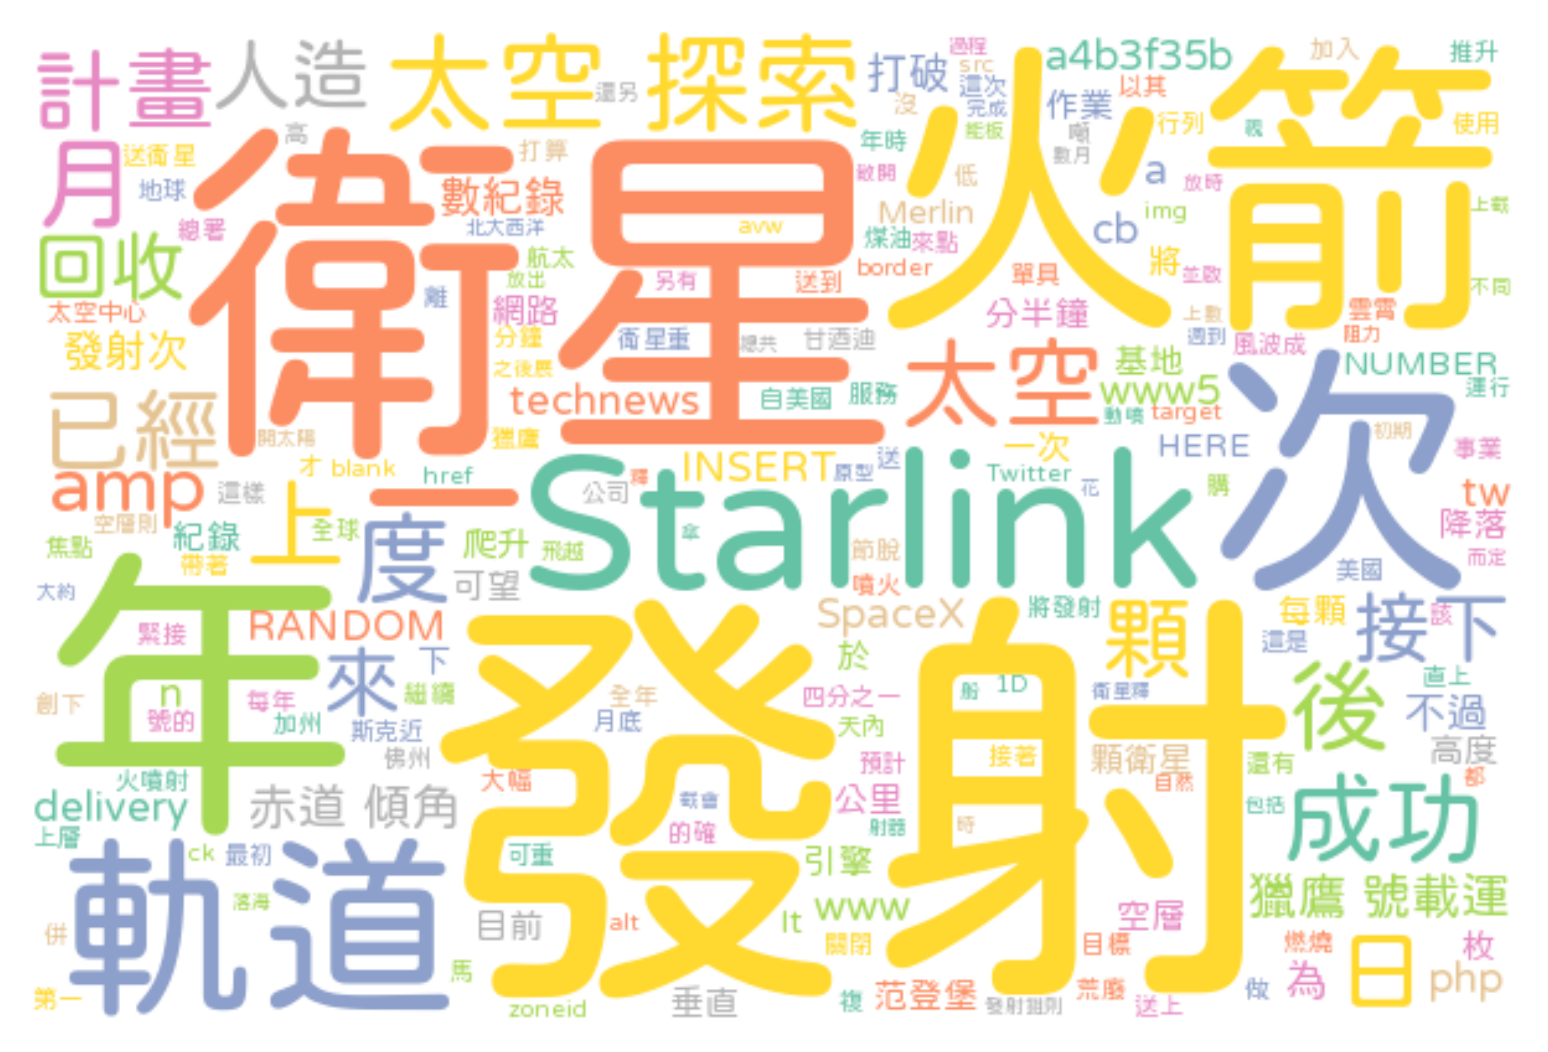 計畫
人造
太空 探索
還另
打破
過程
src
這次
完成
沒
能板
a4b3f35b
作業
以其
加入
推升
月
送衛星
地球
總署
高
衛星
火箭
打算
數紀錄
北大西洋
航太
放出
年時
敞開
低
噸
數月
行列
親
使用
a
放時
img
cb
將
並啟
上載
不同
avw
Merlin
煤油
來點
border
單具
回收
太空中心
發射次
離
網路
分鐘
之後展
獵鷹
另有
送到
衛星重
總共
甘迺迪
分半鐘
上數
週到
風波成
雲霄
阻力
technews
自美國
服務
太空
基地
www5
動噴
target
次
NUMBER
運行
初期
已經
開太陽
amp
這樣
才
blank
href
一
INSERT
原型
送
一次
Twitter
花
HERE
購
事業
tw
空層則
焦點
紀錄
帶著
上
全球
度
爬升
可望
飛越
公司
釋
傘
Starlink
節脫
噴火
降落
而定
美國
大約
年
緊接
RANDOM
SpaceX
將發射
顆
每顆
這是
接下
該
創下
n
號的
每年
加州
來
下
繼續
斯克近
佛州
發射
全年
月底
於
四分之一
天內
船
1D
衛星釋
後
直上
不過
高度
都
火噴射
delivery
上層
赤道 傾角
大幅
載會
的確
預計
公里
射器
接著
時
顆衛星
自然
還有
包括
成功
軌道
ck
最初
落海
可重
引擎
併
第一
馬
目前
alt
lt
www
關閉
空層
目標
獵鷹 號載運
燃燒
枚
zoneid
垂直
複
范登堡
荒廢
送上
做
為
日
php